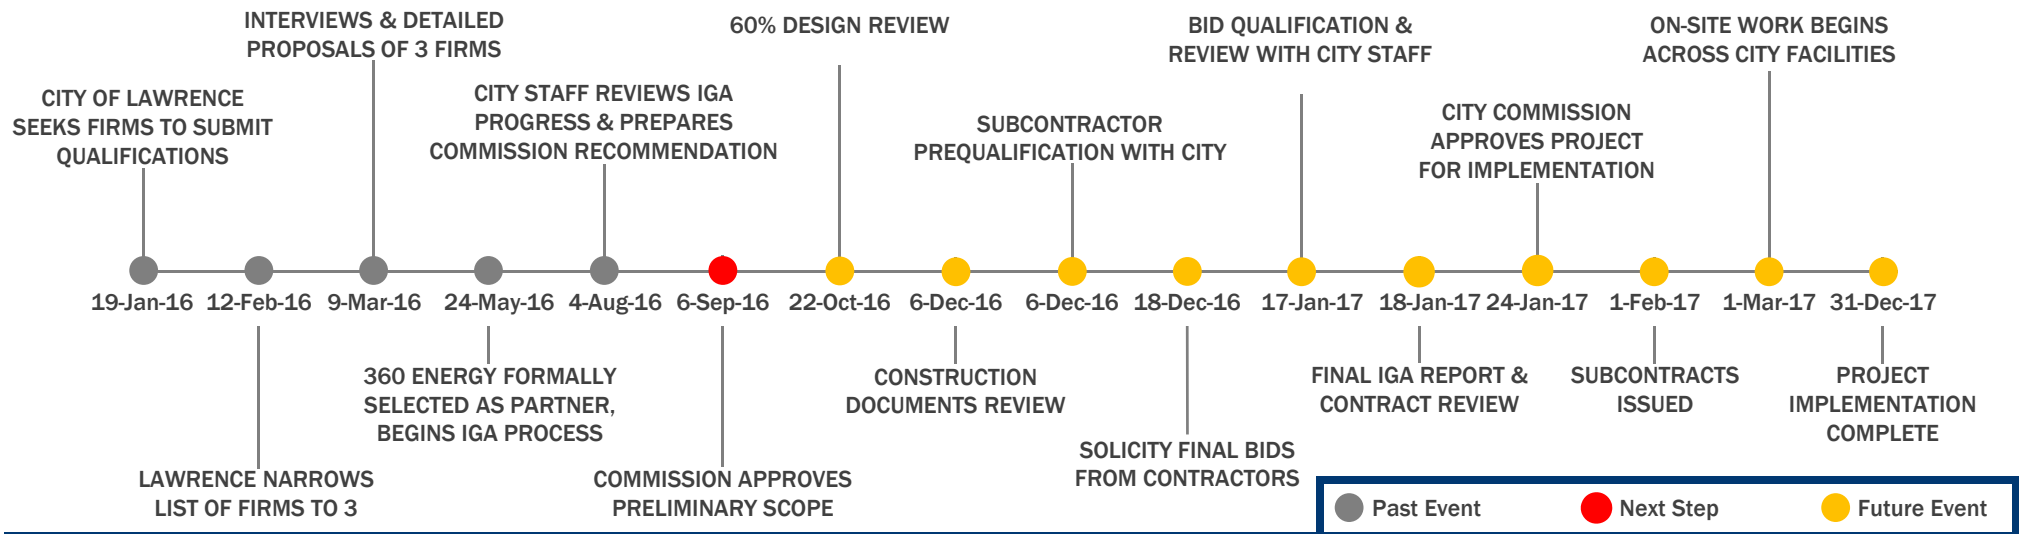 INTERVIEWS & DETAILED
PROPOSALS OF 3 FIRMS
60% DESIGN REVIEW
BID QUALIFICATION &
REVIEW WITH CITY STAFF
ON-SITE WORK BEGINS
ACROSS CITY FACILITIES
CITY OF LAWRENCE
SEEKS FIRMS TO SUBMIT
QUALIFICATIONS
CITY STAFF REVIEWS IGA
PROGRESS & PREPARES
COMMISSION RECOMMENDATION
SUBCONTRACTOR
PREQUALIFICATION WITH CITY
CITY COMMISSION
APPROVES PROJECT
FOR IMPLEMENTATION
19-Jan-16 12-Feb-16 9-Mar-16 24-May-16 4-Aug-16 6-Sep-16 22-Oct-16 6-Dec-16 6-Dec-16 18-Dec-16 17-Jan-17 18-Jan-17 24-Jan-17 1-Feb-17 1-Mar-17 31-Dec-17
360 ENERGY FORMALLY
SELECTED AS PARTNER,
BEGINS IGA PROCESS
CONSTRUCTION
DOCUMENTS REVIEW
FINAL IGA REPORT &
CONTRACT REVIEW
SUBCONTRACTS
ISSUED
PROJECT
IMPLEMENTATION
COMPLETE
LAWRENCE NARROWS
LIST OF FIRMS TO 3
COMMISSION APPROVES
PRELIMINARY SCOPE
SOLICITY FINAL BIDS
FROM CONTRACTORS
Past Event
Next Step
Future Event